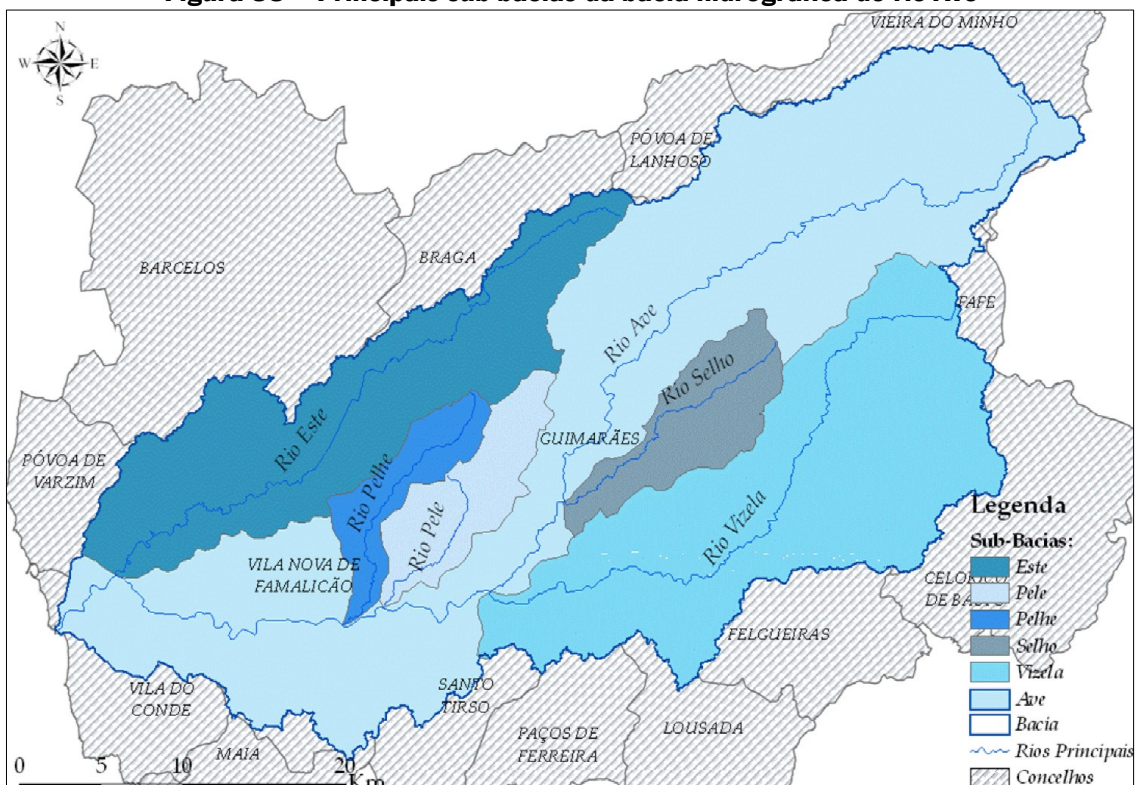 VIEIRA DO MINHO
N
W E
S
PÓVOA DE
LANHOSO
BRAGA
BARCELOS
FAFE
Rio Ave
Rio Selho
Rio Este
GUIMARÃES
PÓVOA DE
VARZIM
Rio Pelhe
Rio Pele
Rio Vizela
VILA NOVA DE
FAMALICÃO
Legenda
Sub-Bacias:
Este
Pele
Pelhe
Selho
Vizela
Ave
Bacia
Rios Principais
Concelhos
DE
FELGUEIRAS
VILA DO
CONDE
SANTO
TIRSO
PAÇOS DE
FERREIRA
LOUSADA
MAIA
0 5 10 20
Km